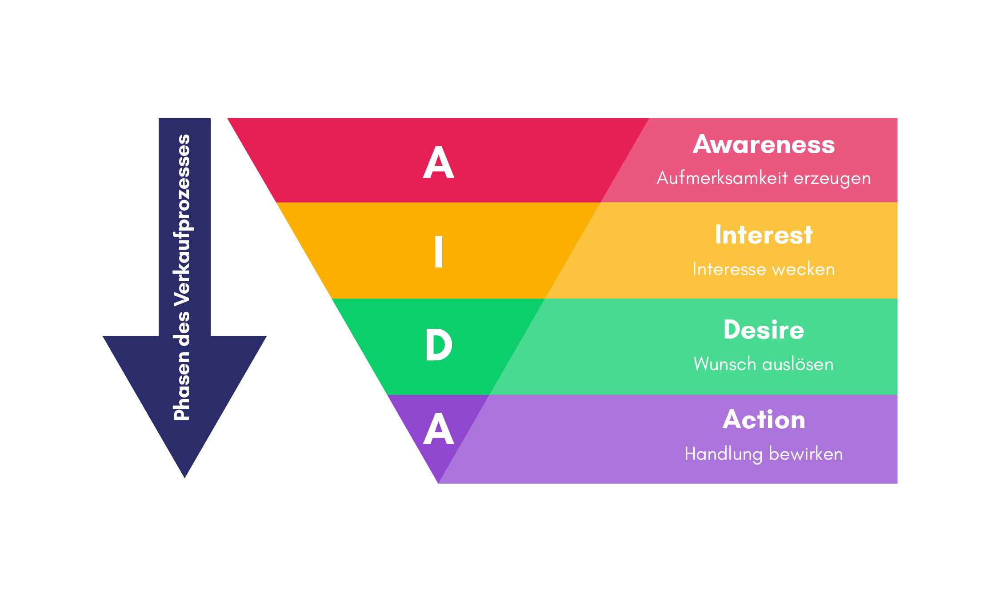 Phasen des Verkaufprozesses
A
Awareness
Aufmerksamkeit erzeugen
I
Interest
Interesse wecken
D
Desire
Wunsch auslösen
A
Action
Handlung bewirken